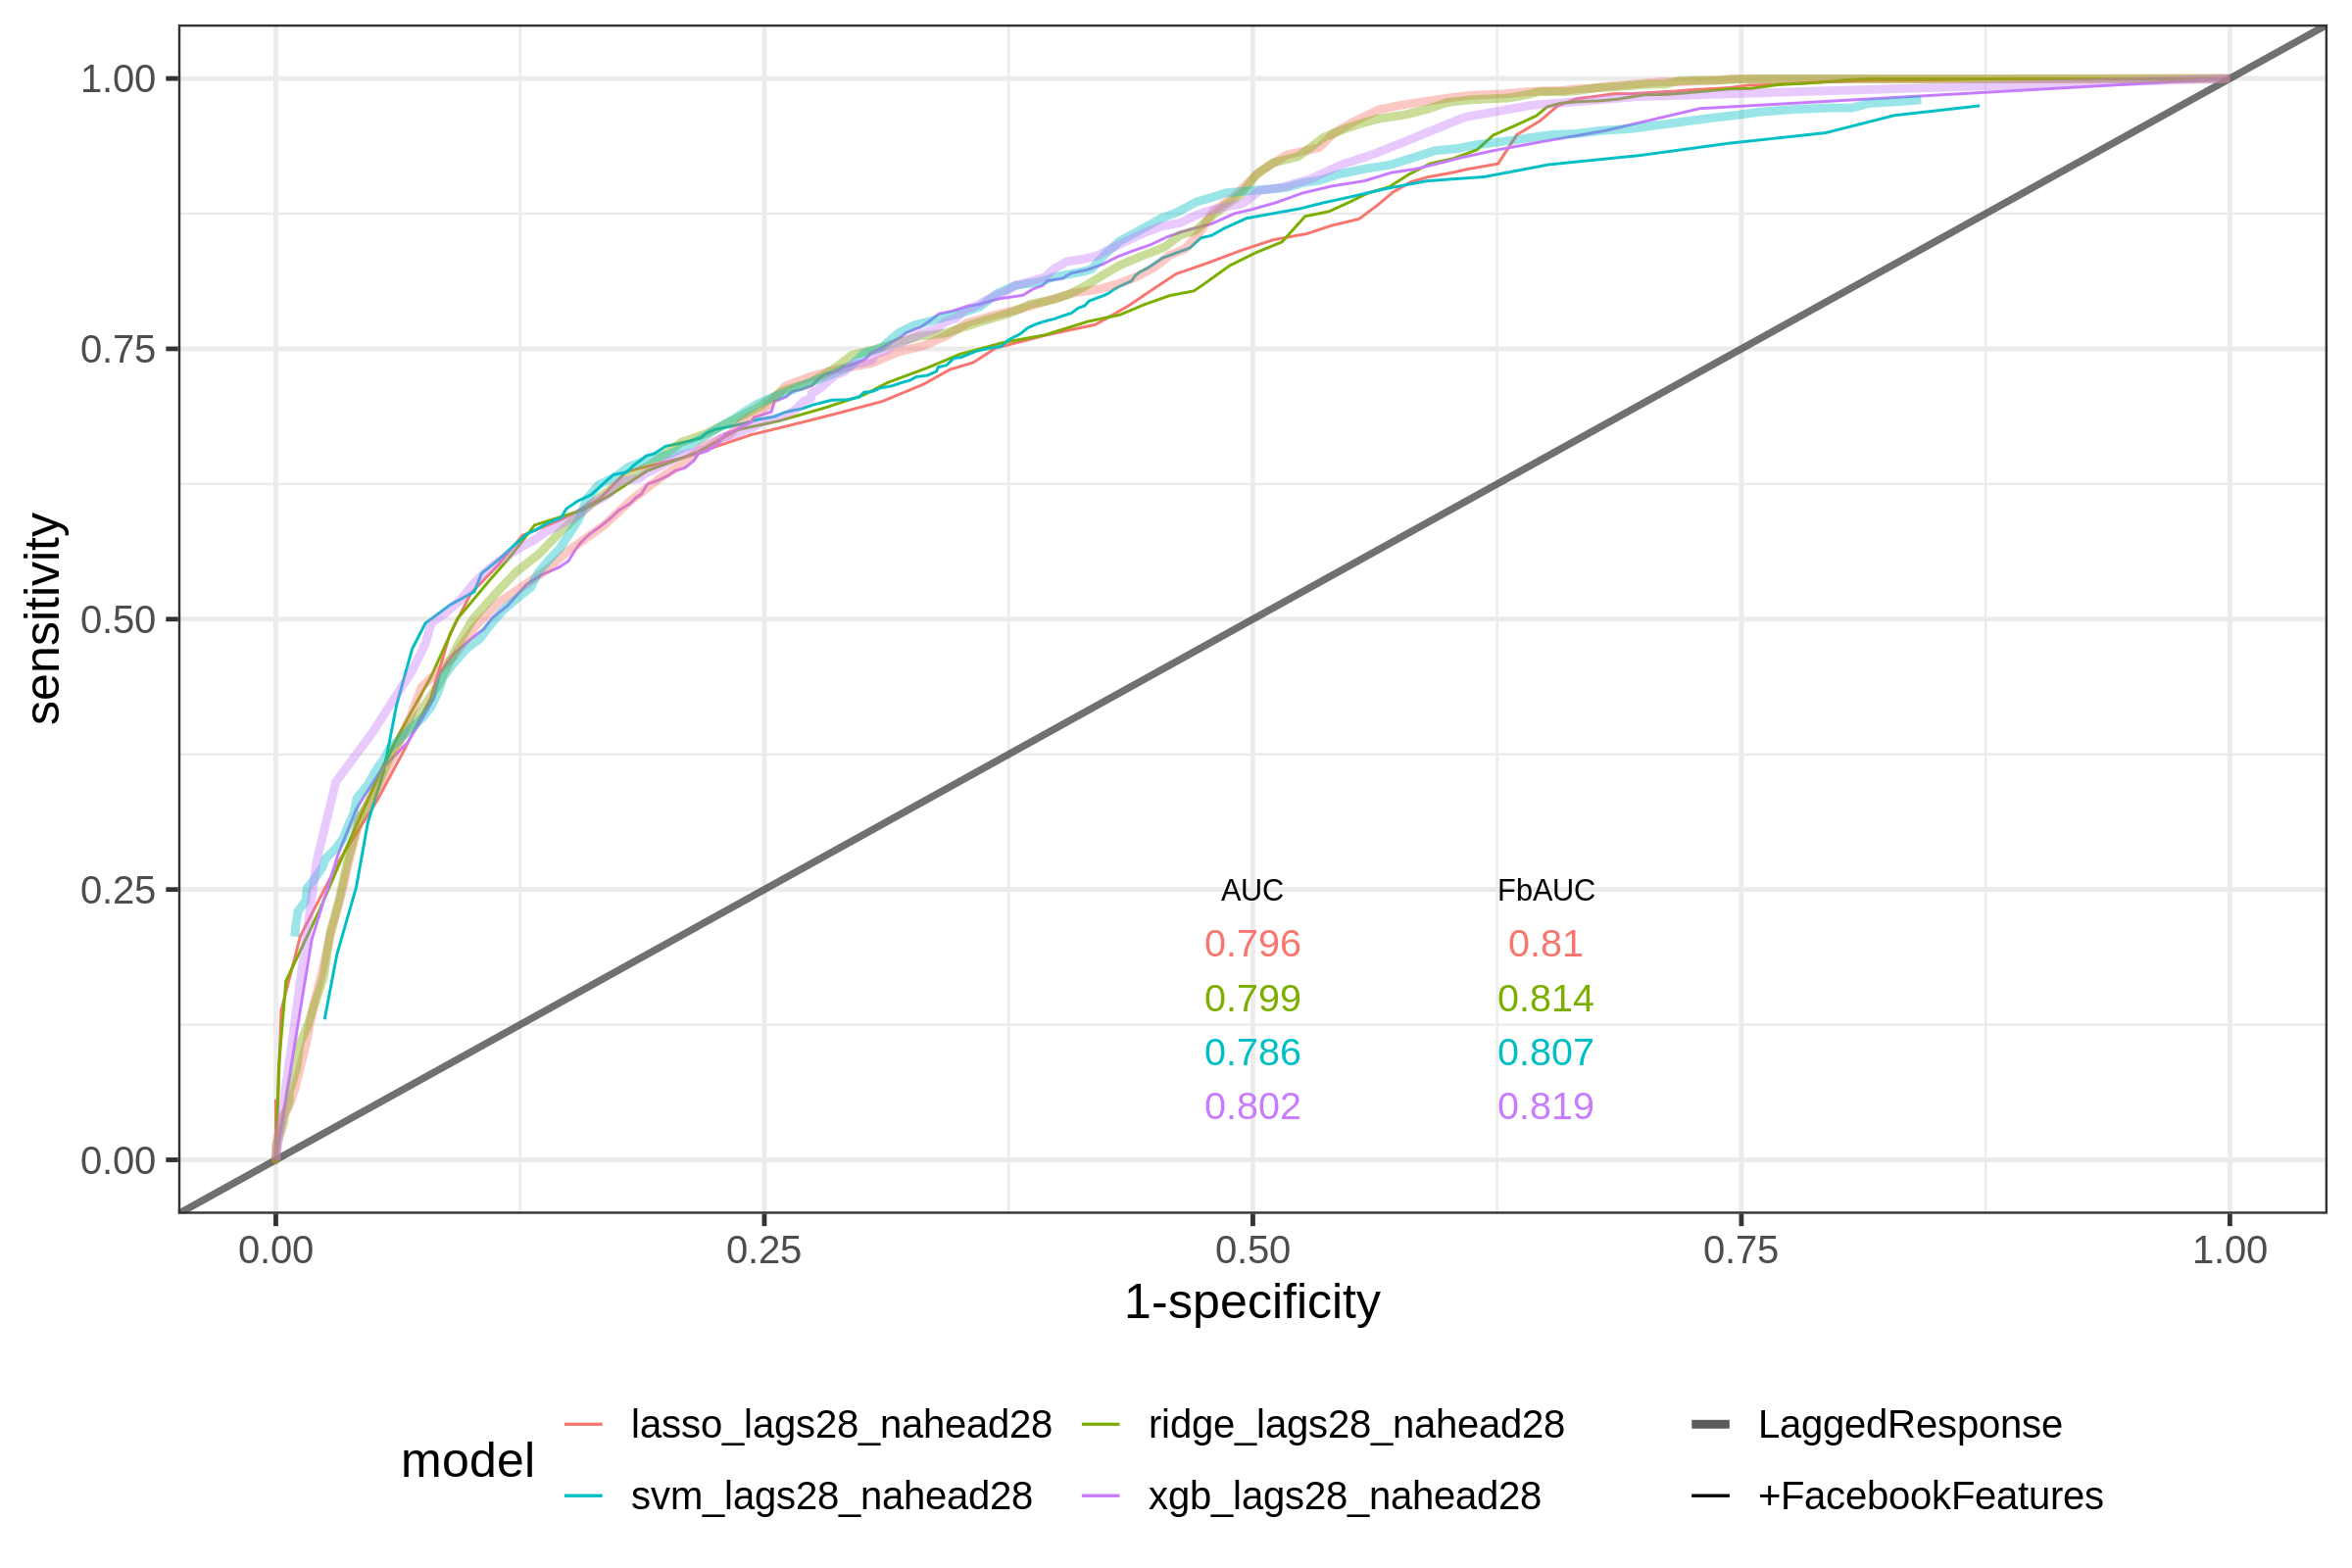 1.00
0.75
0.50
0.25
0.00
sensitivity
AUC FbAUC
0.796 0.81
0.799 0.814
0.786 0.807
0.802 0.819
0.00 0.25 0.50 0.75 1.00
1-specificity
model
lasso_lags28_nahead28 ridge_lags28_nahead28 LaggedResponse
svm_lags28_nahead28 xgb_lags28_nahead28 +FacebookFeatures